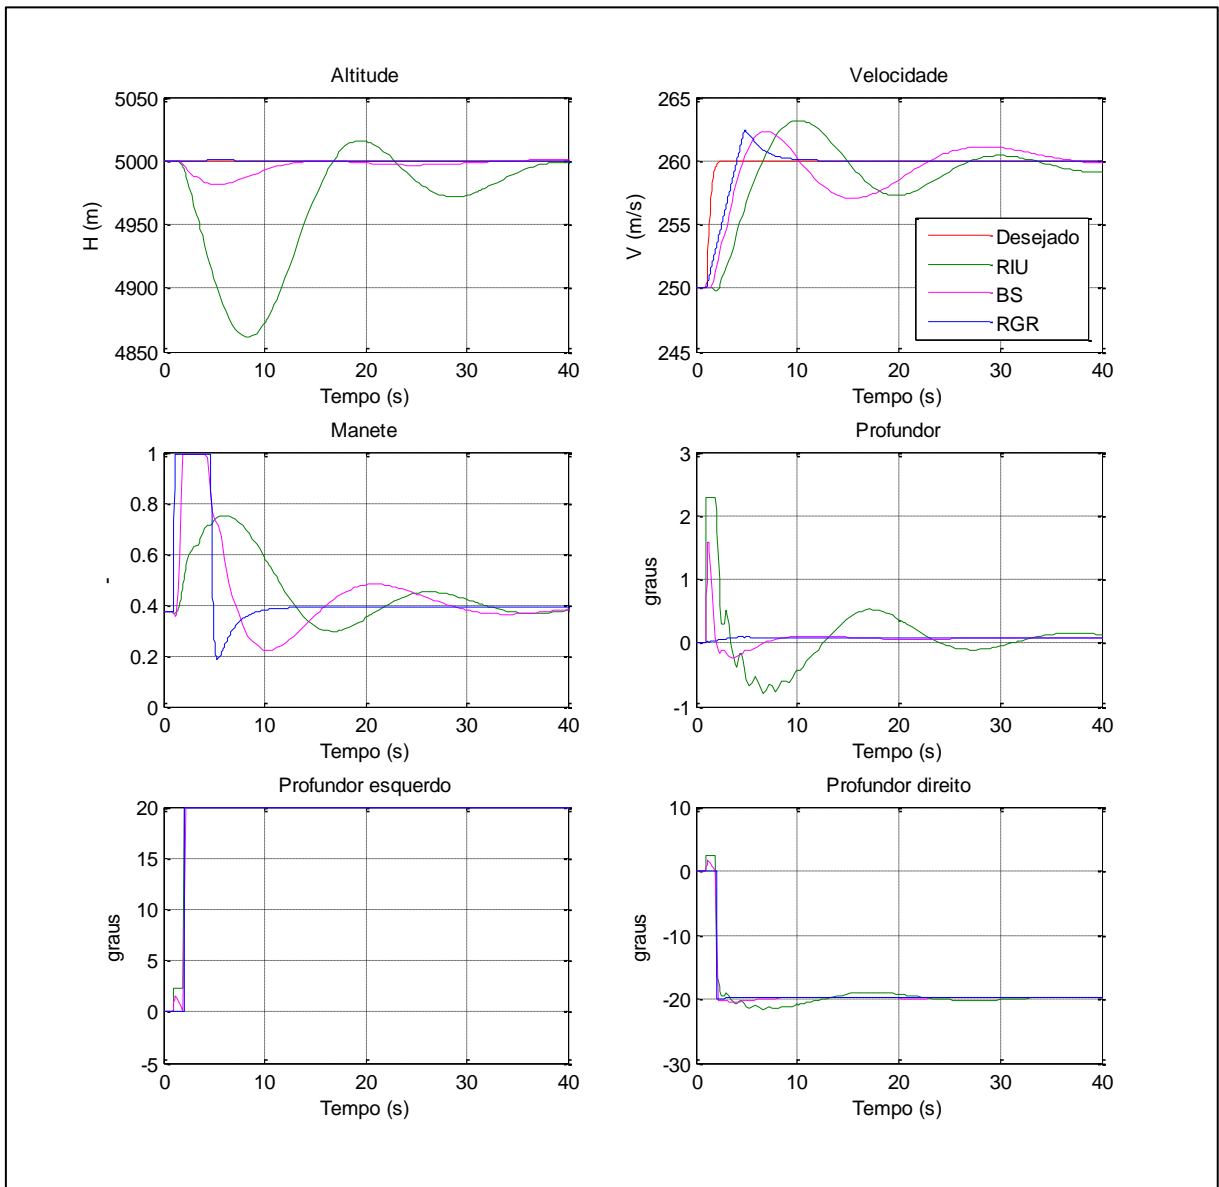 Altitude
5050
5000
4950
4900
4850
H (m)
0 10 20 30 40
Tempo (s)
Velocidade
265
260
255
250
245
V (m/s)
Desejado
RIU
BS
RGR
0 10 20 30 40
Tempo (s)
Manete
1
0.8
0.6
0.4
0.2
0
-
0 10 20 30 40
Tempo (s)
Profundor
3
2
1
0
-1
graus
0 10 20 30 40
Tempo (s)
Profundor esquerdo
20
15
10
5
0
-5
graus
0 10 20 30 40
Tempo (s)
Profundor direito
10
0
-10
-20
-30
graus
0 10 20 30 40
Tempo (s)